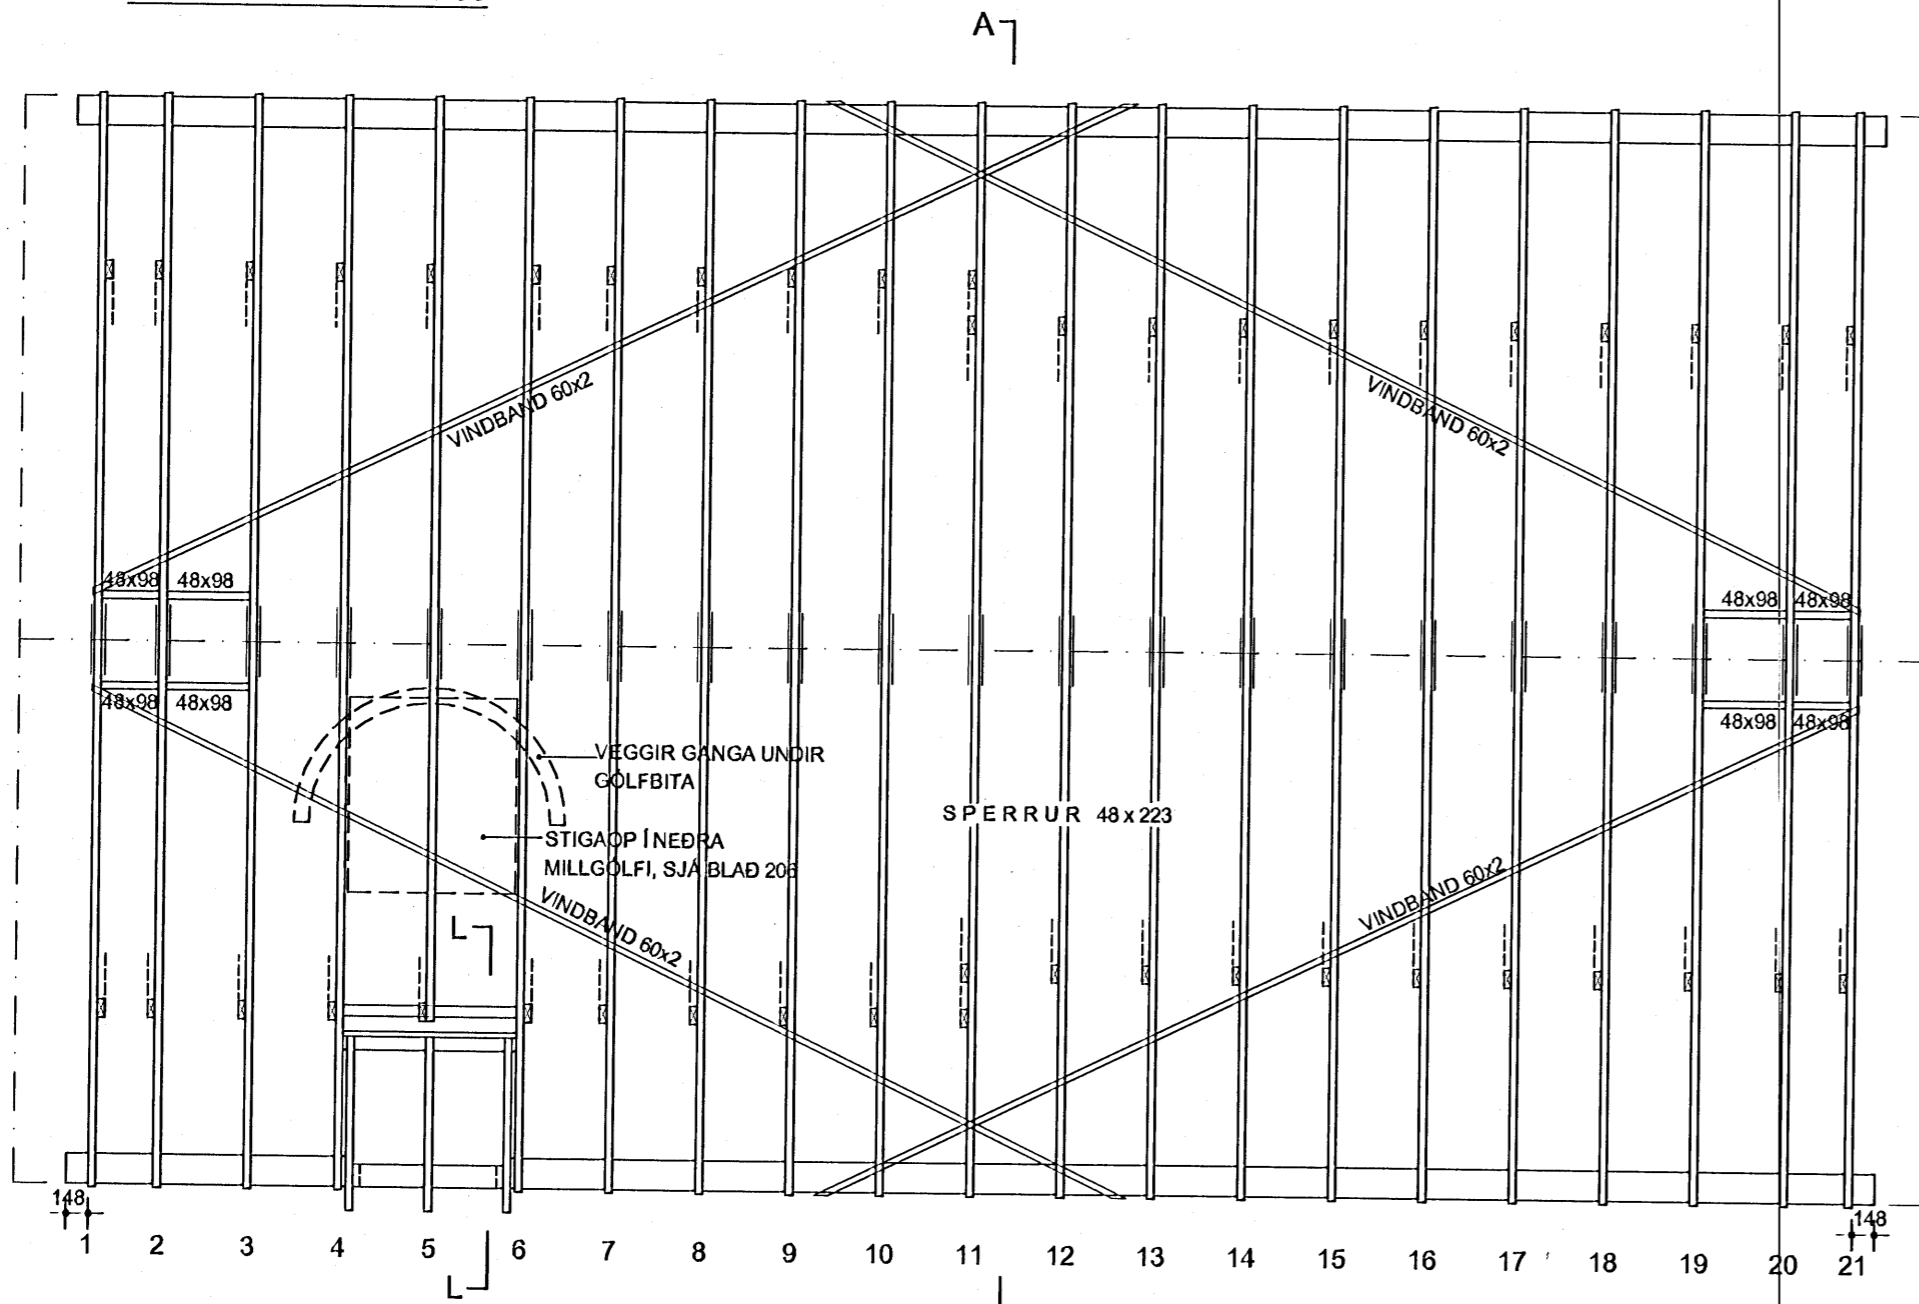 A
VINDBAND 60x2
VINDBAND 60x2
48x98 48x98
48x98 48x98
48x98 48x98
48x98 48x98
VEGGIR GANGA UNDIR
GÓLFBITA
SPERRUR 48 x 223
STIGAOP Í NEÐRA
MILLGÓLFI, SJÁ BLAÐ 206
VINDBAND 60x2
VINDBAND 60x2
L
148
148
1 2 3 4 5 6 7 8 9 10 11 12 13 14 15 16 17 18 19 20 21
L